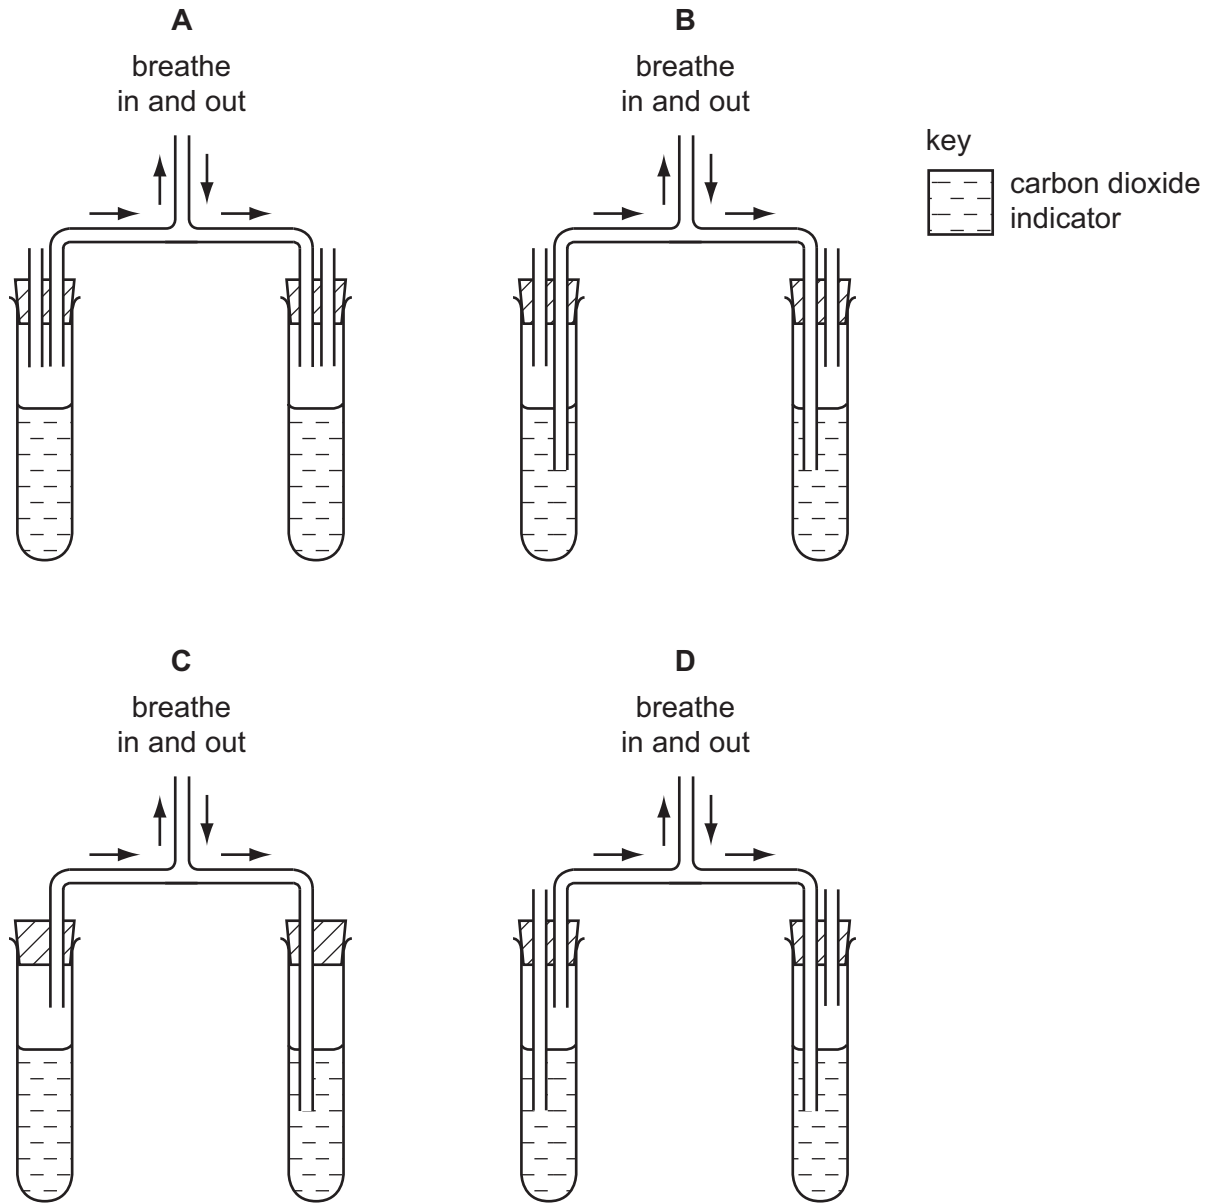 A
breathe
in and out
B
breathe
in and out
key
carbon dioxide
indicator
C
breathe
in and out
D
breathe
in and out